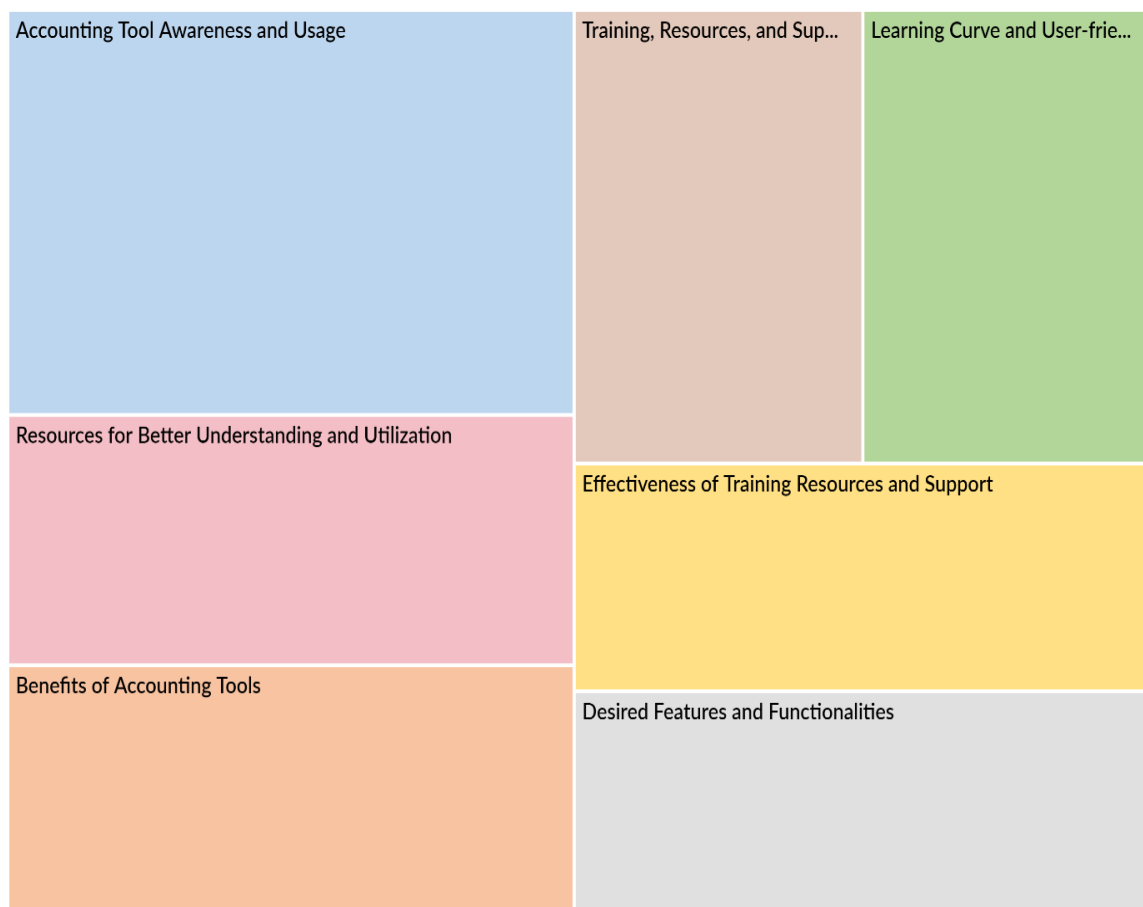 Accounting Tool Awareness and Usage
Training, Resources, and Sup...
Learning Curve and User-frie...
Resources for Better Understanding and Utilization
Effectiveness of Training Resources and Support
Benefits of Accounting Tools
Desired Features and Functionalities